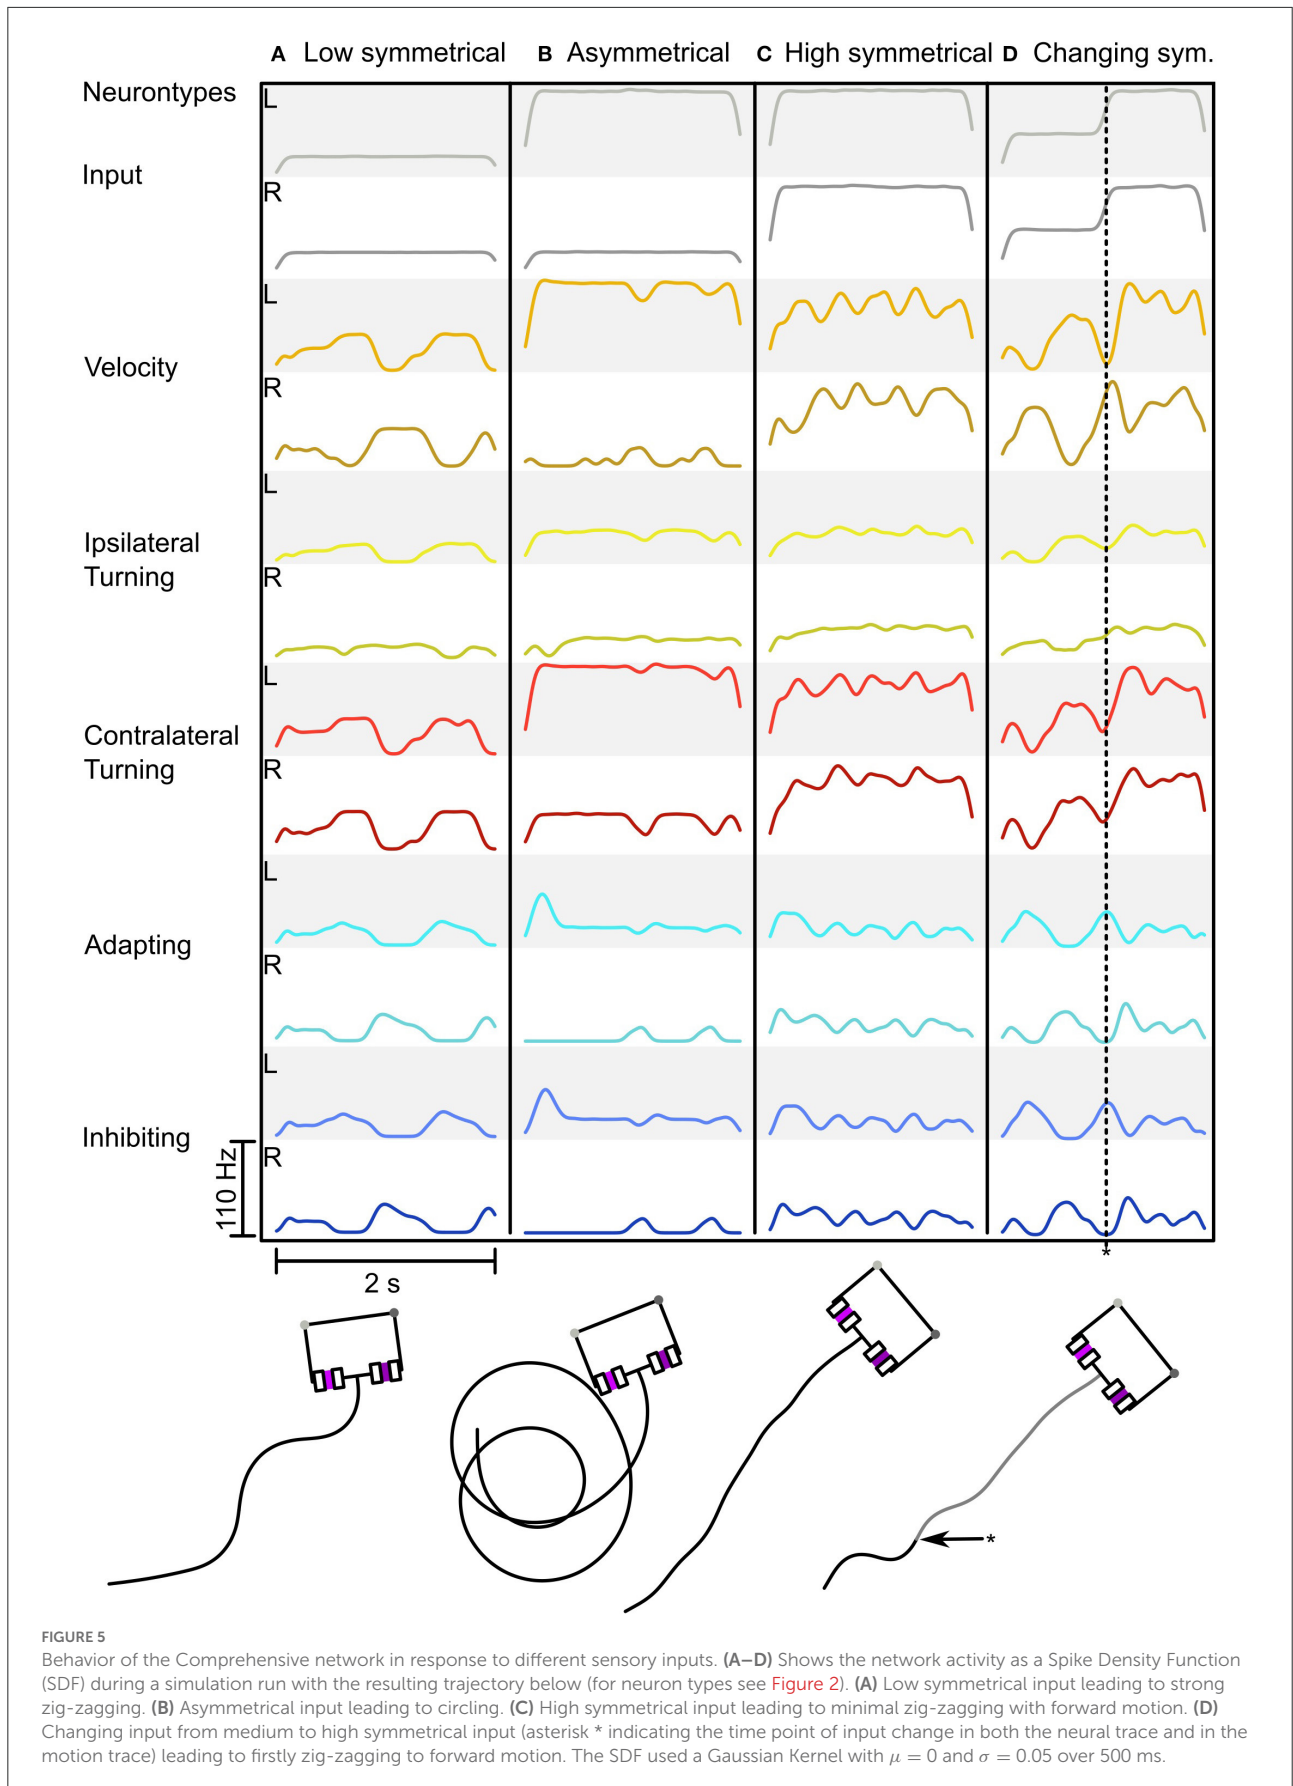 A Low symmetrical B Asymmetrical C High symmetrical D Changing sym.
Neurontypes
L
Input
R
L
Velocity
R
L
Ipsilateral
Turning
R
L
Contralateral
Turning
R
L
Adapting
R
L
Inhibiting
R
110 Hz
*
2 s
*
FIGURE 5
Behavior of the Comprehensive network in response to different sensory inputs. (A–D) Shows the network activity as a Spike Density Function
(SDF) during a simulation run with the resulting trajectory below (for neuron types see Figure 2). (A) Low symmetrical input leading to strong
zig-zagging. (B) Asymmetrical input leading to circling. (C) High symmetrical input leading to minimal zig-zagging with forward motion. (D)
Changing input from medium to high symmetrical input (asterisk * indicating the time point of input change in both the neural trace and in the
motion trace) leading to firstly zig-zagging to forward motion. The SDF used a Gaussian Kernel with μ = 0 and σ = 0.05 over 500 ms.